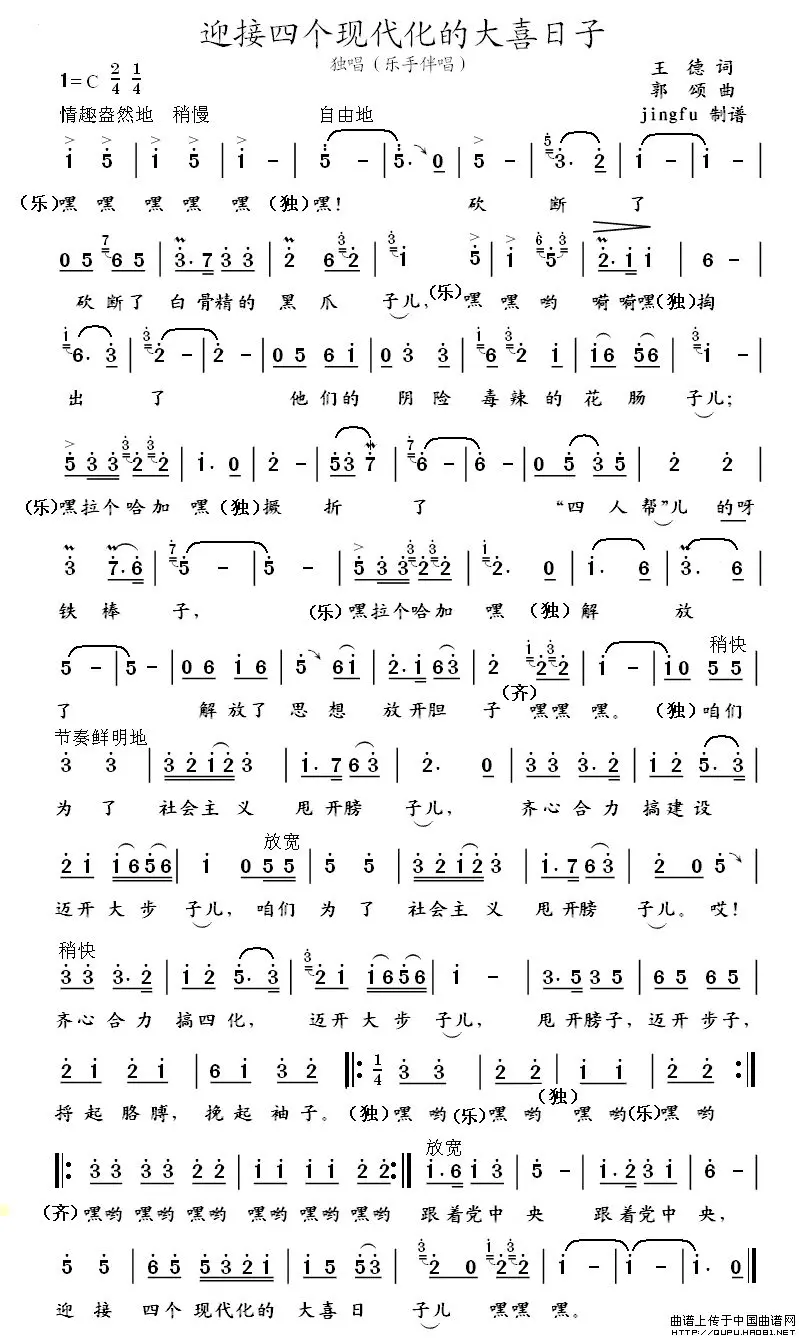 迎接四个现代化的大喜日子
独唱（乐手伴唱）
1=C 2/4 1/4
王 德 词
郭 颂 曲
jingfu 制谱
情趣盎然地 稍慢 自由地
（乐）嘿 嘿 嘿 嘿 嘿 （独）嘿！ 砍 断 了
砍断了 白骨精的 黑 爪 子儿，（乐）嘿 嘿 哟 嗬嗬嘿（独）掏
出 了 他们的 阴险 毒辣的 花 肠 子儿；
（乐）嘿拉个哈加 嘿（独）撅 折 了 “四 人 帮”儿 的呀
铁 棒 子， （乐）嘿拉个哈加 嘿 （独）解 放
稍快
了 解放了 思想 放开胆 子 （齐）嘿嘿 嘿。（独）咱们
节奏鲜明地
为 了 社会主义 甩开膀 子儿， 齐心合力 搞建设
放宽
迈开大步 子儿，咱们 为 了 社会主义 甩开膀 子儿。哎！
稍快
齐心合力 搞四化， 迈开大步 子儿， 甩开膀子，迈开步子，
捋起胳膊，挽起袖子。（独）嘿 哟（乐）嘿 哟（独）嘿 哟（乐）嘿 哟
放宽
（齐）嘿哟 嘿哟 嘿哟 嘿哟 嘿哟 嘿哟 跟着党中 央 跟着党中 央，
迎 接 四个 现代化的 大喜日 子儿 嘿嘿 嘿。
曲谱上传于中国曲谱网
HTTP://QUPU.HAO81.NET